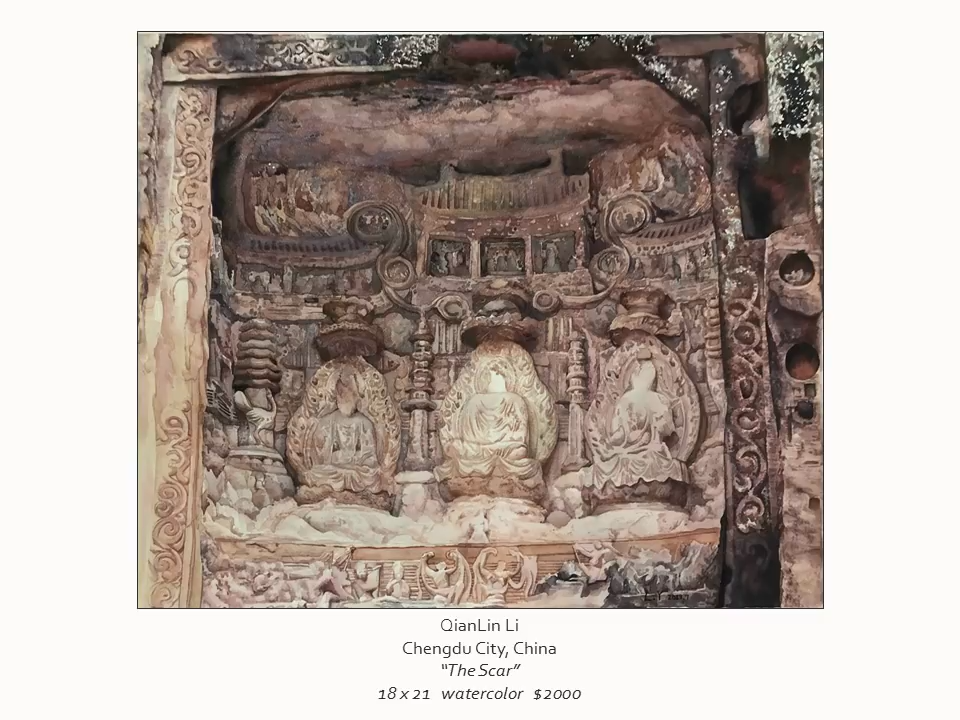 QianLin Li
Chengdu City, China
“The Scar”
18 x 21 watercolor $2000